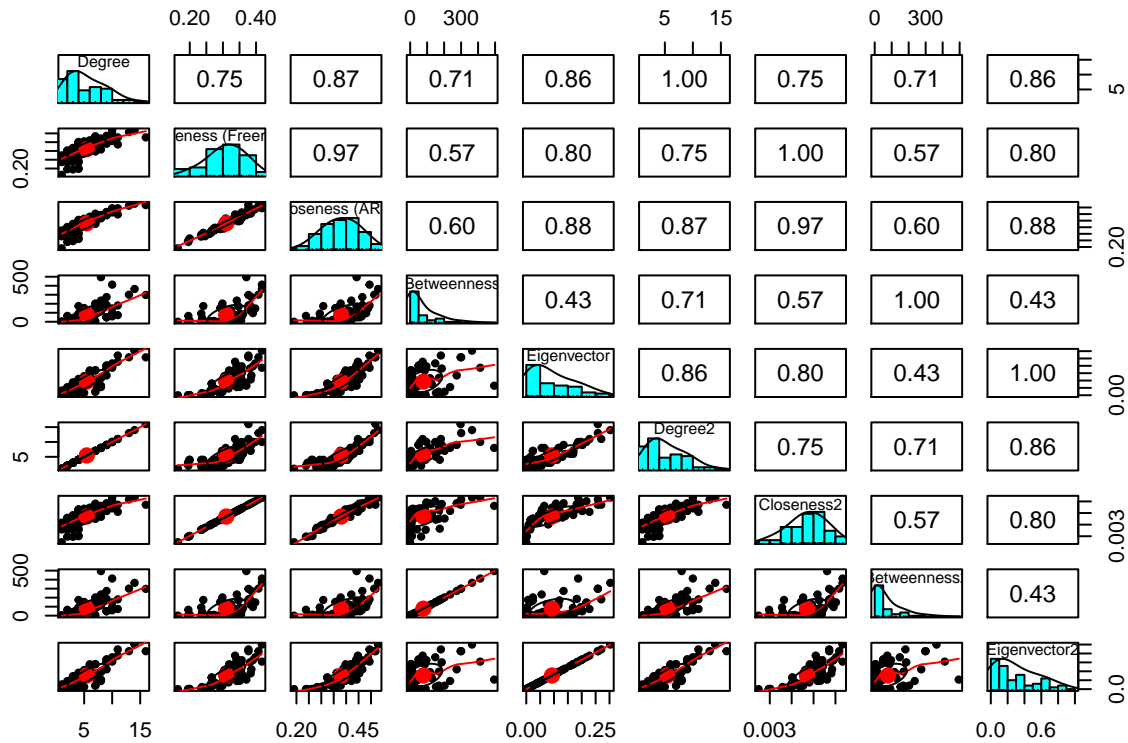 0.20 0.40 0 300 5 15 0 300
Degree 0.75 0.87 0.71 0.86 1.00 0.75 0.71 0.86 5
0.20 eness (Freer 0.97 0.57 0.80 0.75 1.00 0.57 0.80
oseness (AR 0.60 0.88 0.87 0.97 0.60 0.88 0.20
0 500 Betweenness 0.43 0.71 0.57 1.00 0.43
Eigenvector 0.86 0.80 0.43 1.00 0.00
5 Degree2 0.75 0.71 0.86
Closeness2 0.57 0.80 0.003
0 500 Betweenness 0.43
Eigenvector2 0.0
5 15 0.20 0.45 0.00 0.25 0.003 0.0 0.6